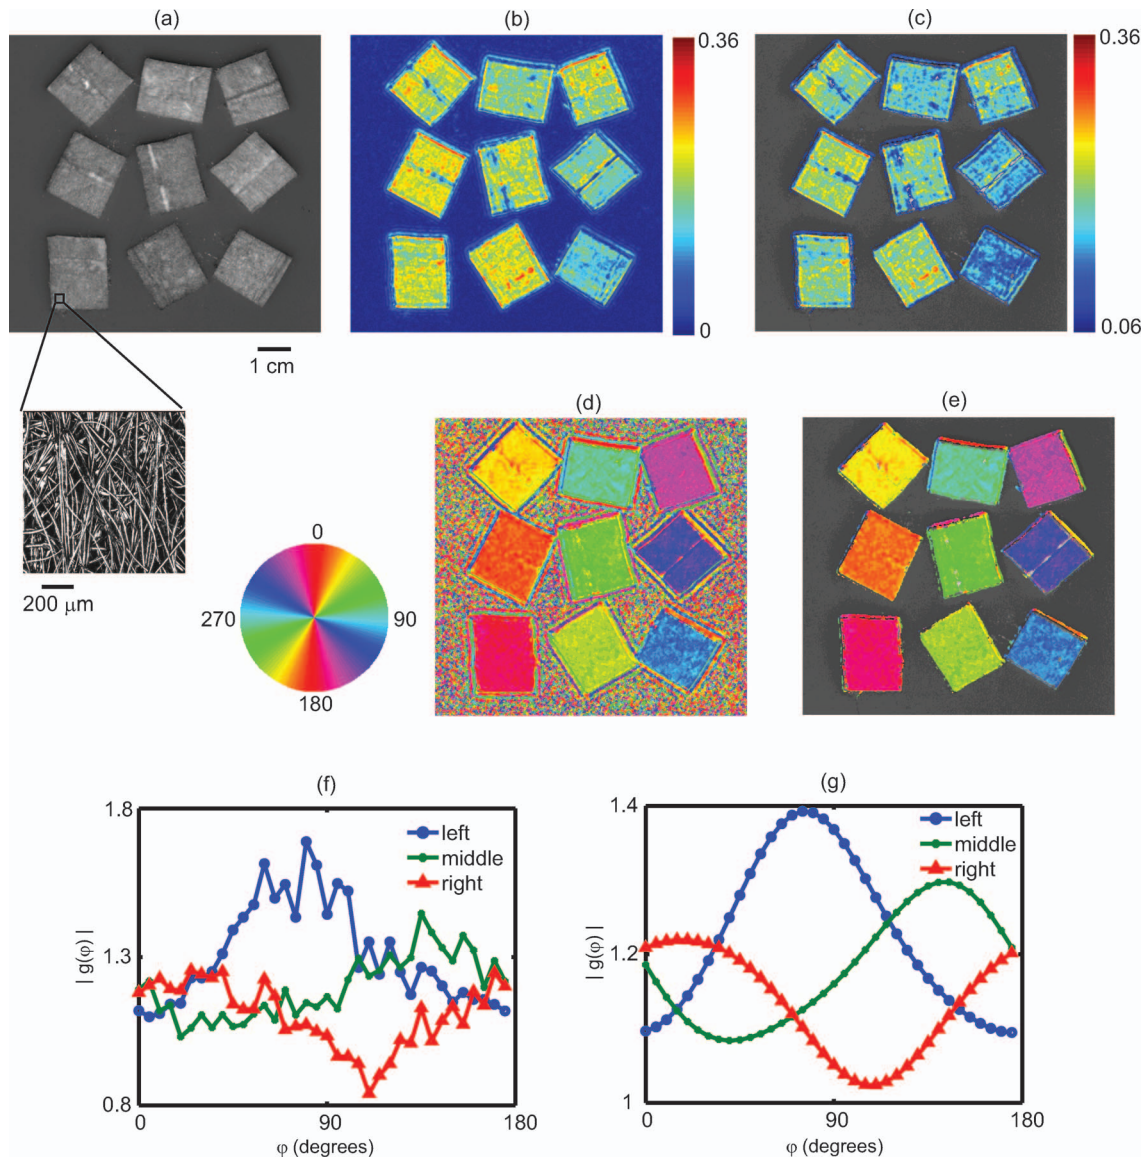 (a)
(b)
(c)
0.36
0
0.36
0.06
1 cm
200 μm
(d)
(e)
0
270
90
180
(f)
1.8
1.3
0.8
| g(φ) |
left
middle
right
0
90
180
φ (degrees)
(g)
1.4
1.2
1
| g(φ) |
left
middle
right
0
90
180
φ (degrees)